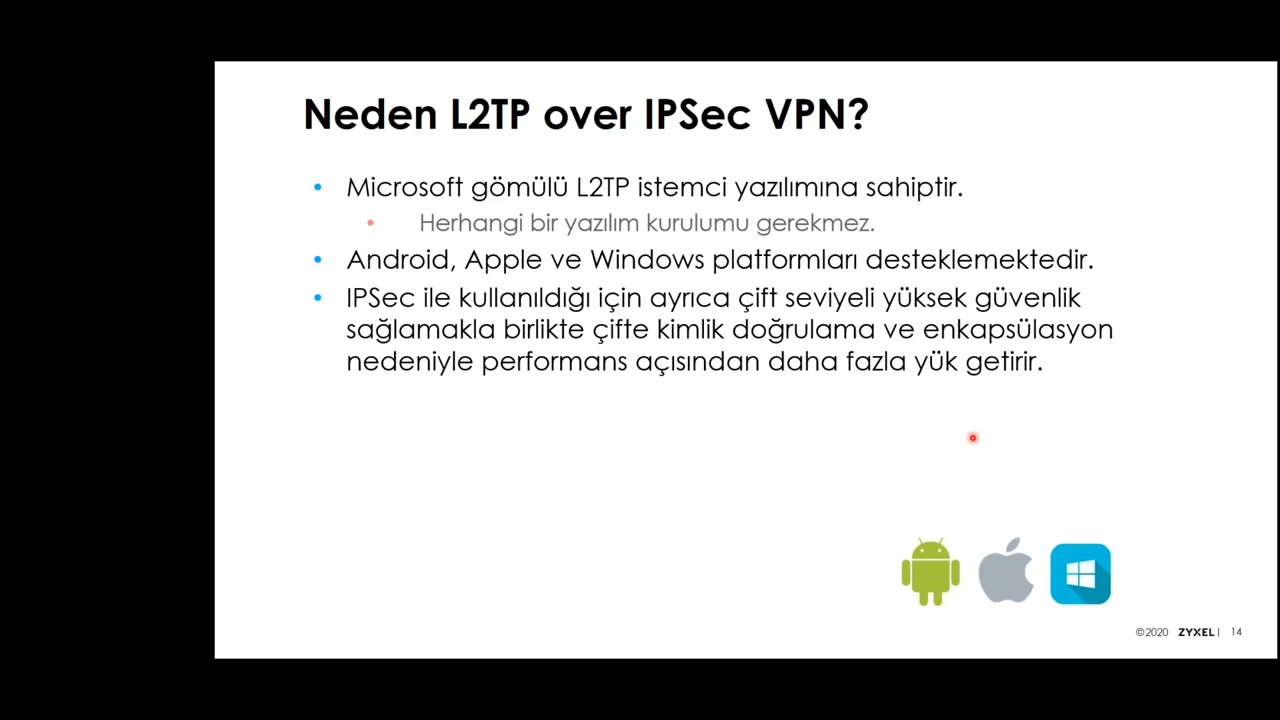 Neden L2TP over IPSec VPN?
• Microsoft gömülü L2TP istemci yazılımına sahiptir.
• Herhangi bir yazılım kurulumu gerekmez.
• Android, Apple ve Windows platformları desteklemektedir.
• IPSec ile kullanıldığı için ayrıca çift seviyeli yüksek güvenlik
sağlamakla birlikte çifte kimlik doğrulama ve enkapsülasyon
nedeniyle performans açısından daha fazla yük getirir.
©2020 ZYXEL | 14